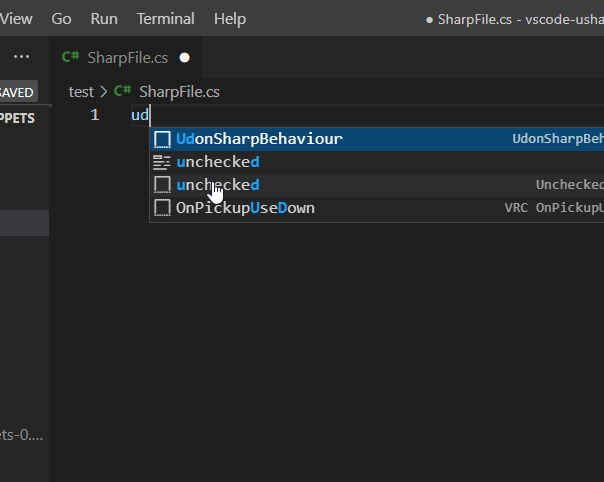 View Go Run Terminal Help ● SharpFile.cs - vscode-usha
··· C# SharpFile.cs ●
SAVED test > C# SharpFile.cs
PPETS 1 ud
UdonSharpBehaviour UdonSharpBeh
unchecked
unchecked Unchecked
OnPickupUseDown VRC OnPickupU
ets-0....